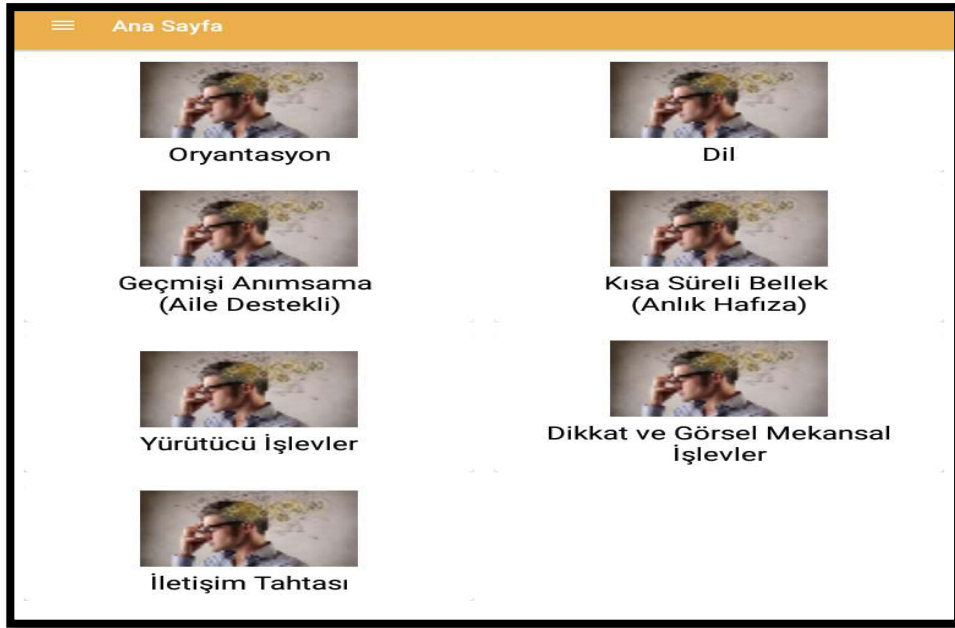 Ana Sayfa
Oryantasyon
Dil
Geçmişi Anımsama
(Aile Destekli)
Kısa Süreli Bellek
(Anlık Hafıza)
Yürütücü İşlevler
Dikkat ve Görsel Mekansal
İşlevler
İletişim Tahtası